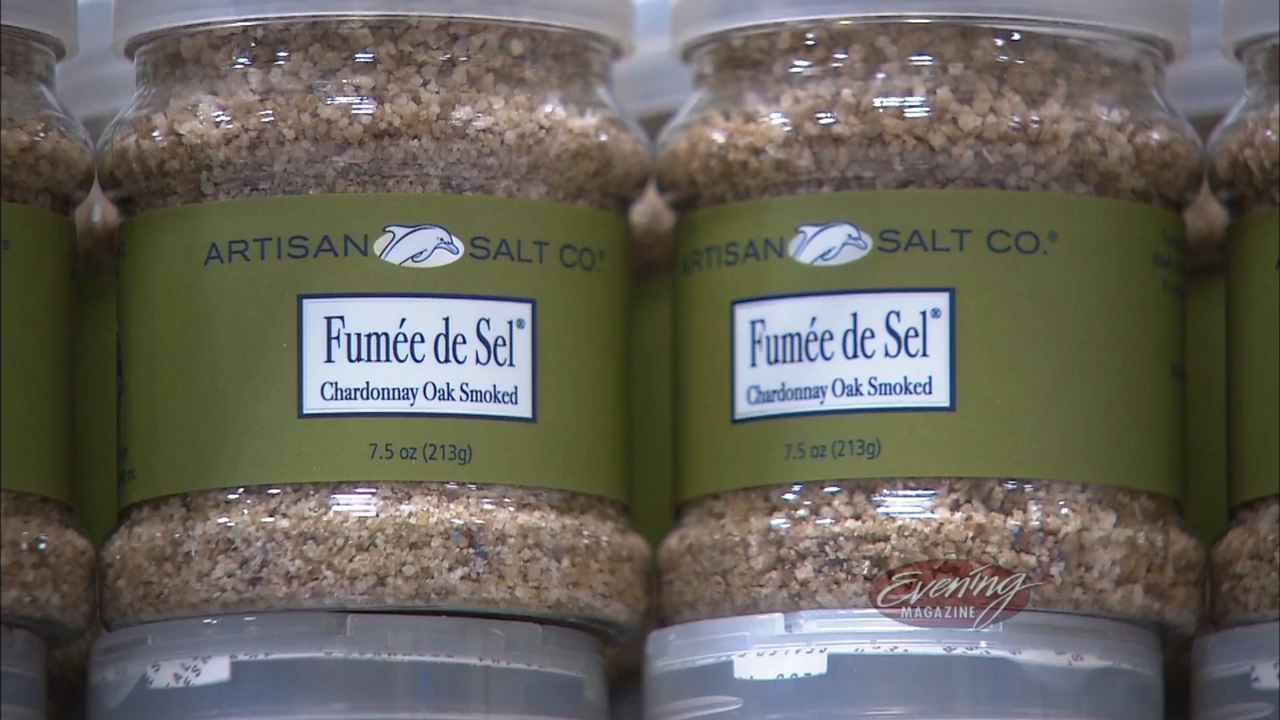 ARTISAN SALT CO.®
Fumée de Sel®
Chardonnay Oak Smoked
7.5 oz (213g)
ARTISAN SALT CO.®
Fumée de Sel®
Chardonnay Oak Smoked
7.5 oz (213g)
Evening
MAGAZINE